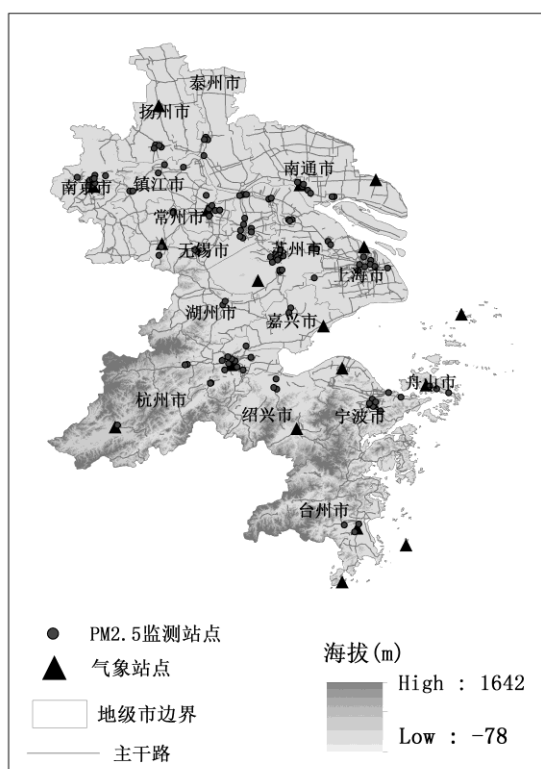 泰州市
扬州市
南通市
南京市
镇江市
常州市
无锡市
苏州市
上海市
湖州市
嘉兴市
杭州市
绍兴市
宁波市
舟山市
台州市
PM2.5监测站点
气象站点
地级市边界
主干路
海拔(m)
High : 1642
Low : -78